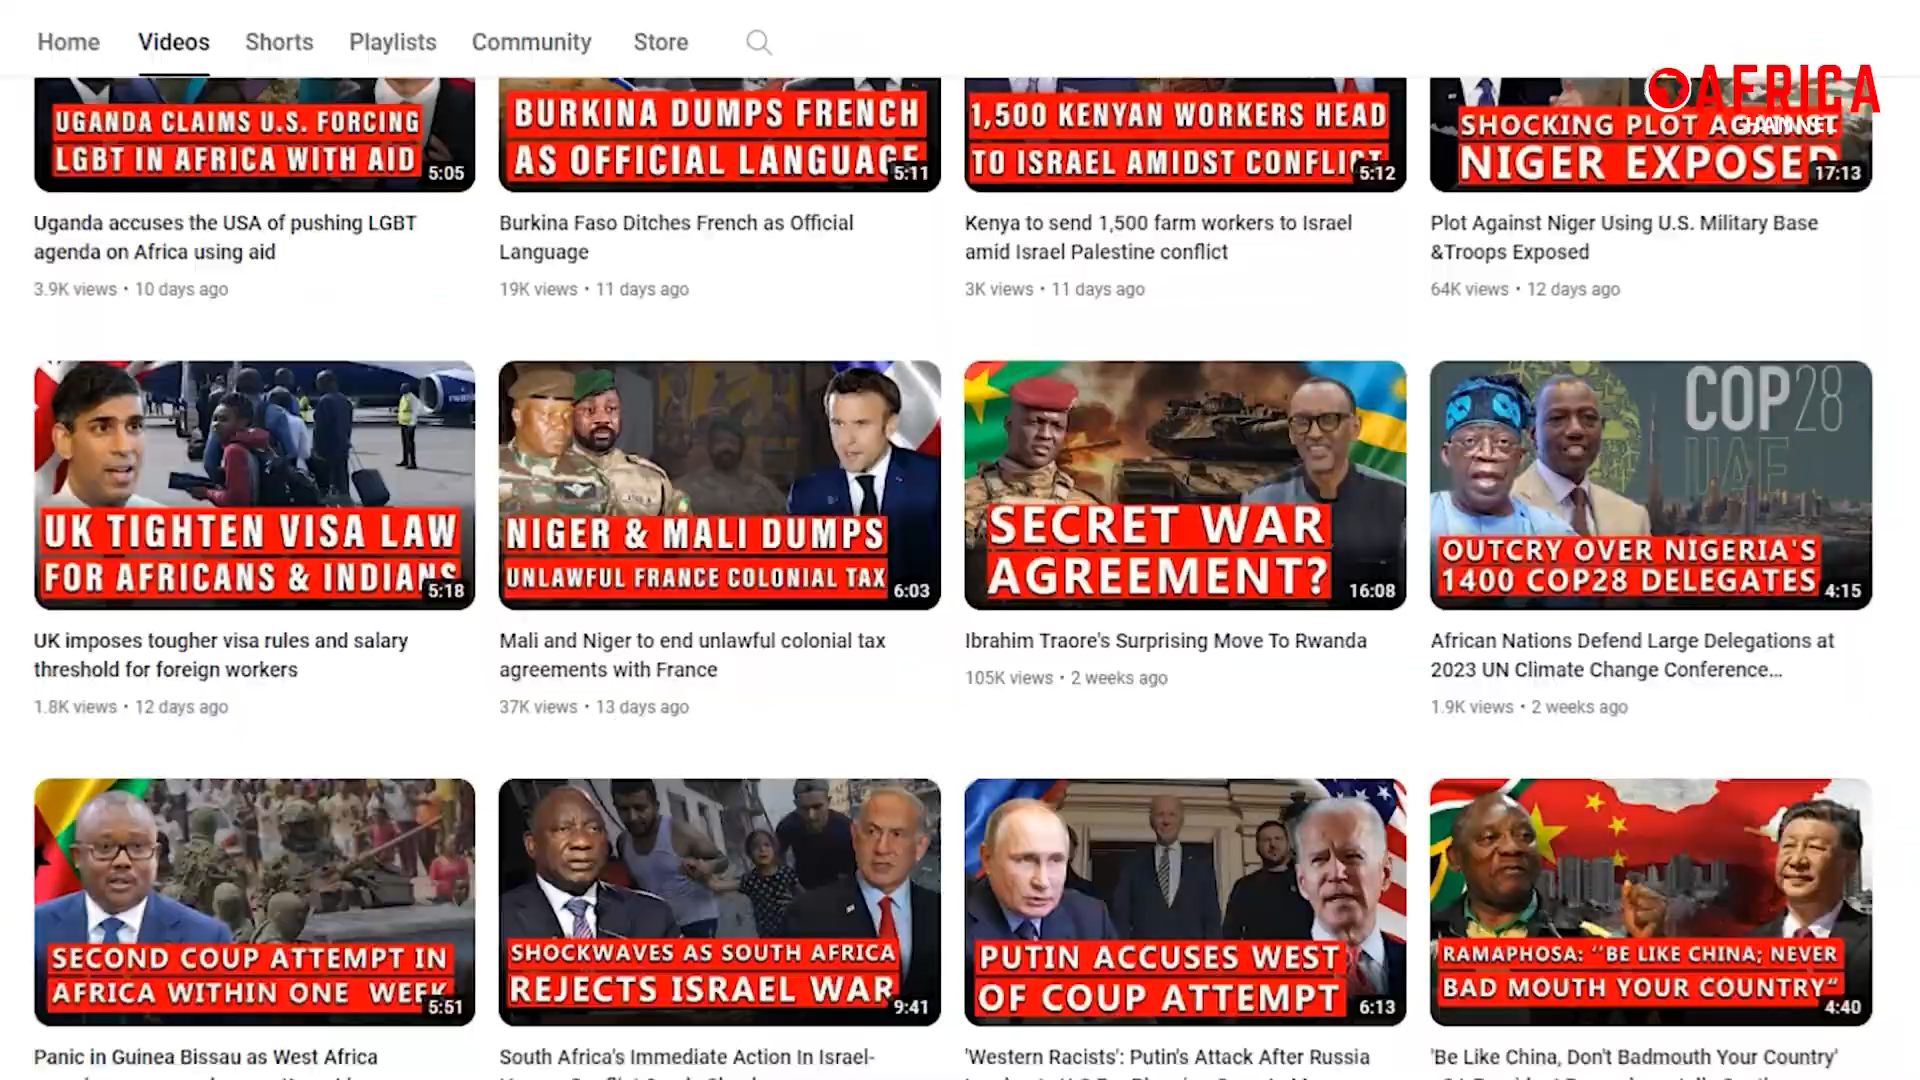 Home Videos Shorts Playlists Community Store
AFRICA
CHANNEL
UGANDA CLAIMS U.S. FORCING
LGBT IN AFRICA WITH AID
5:05
BURKINA DUMPS FRENCH
AS OFFICIAL LANGUAGE
5:11
1,500 KENYAN WORKERS HEAD
TO ISRAEL AMIDST CONFLICT
5:12
SHOCKING PLOT AGAINST
NIGER EXPOSED
17:13
Uganda accuses the USA of pushing LGBT
agenda on Africa using aid
3.9K views • 10 days ago
Burkina Faso Ditches French as Official
Language
19K views • 11 days ago
Kenya to send 1,500 farm workers to Israel
amid Israel Palestine conflict
3K views • 11 days ago
Plot Against Niger Using U.S. Military Base
&Troops Exposed
64K views • 12 days ago
UK TIGHTEN VISA LAW
FOR AFRICANS & INDIANS
5:18
NIGER & MALI DUMPS
UNLAWFUL FRANCE COLONIAL TAX
6:03
SECRET WAR
AGREEMENT?
16:08
COP28
UAE
OUTCRY OVER NIGERIA'S
1400 COP28 DELEGATES
4:15
UK imposes tougher visa rules and salary
threshold for foreign workers
1.8K views • 12 days ago
Mali and Niger to end unlawful colonial tax
agreements with France
37K views • 13 days ago
Ibrahim Traore's Surprising Move To Rwanda
105K views • 2 weeks ago
African Nations Defend Large Delegations at
2023 UN Climate Change Conference...
1.9K views • 2 weeks ago
SECOND COUP ATTEMPT IN
AFRICA WITHIN ONE WEEK
5:51
SHOCKWAVES AS SOUTH AFRICA
REJECTS ISRAEL WAR
9:41
PUTIN ACCUSES WEST
OF COUP ATTEMPT
6:13
RAMAPHOSA: "BE LIKE CHINA; NEVER
BAD MOUTH YOUR COUNTRY"
4:40
Panic in Guinea Bissau as West Africa
South Africa's Immediate Action In Israel-
'Western Racists': Putin's Attack After Russia
'Be Like China, Don't Badmouth Your Country'